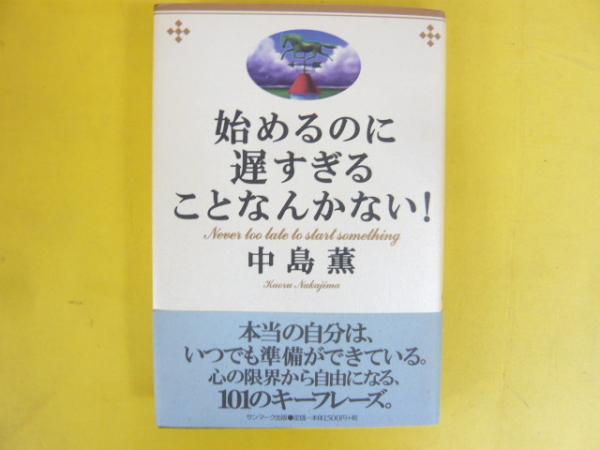 始めるのに
遅すぎる
ことなんかない!
Never too late to start something
中島薫
Kaoru Nakajima
本当の自分は、
いつでも準備ができている。
心の限界から自由になる、
101のキーフレーズ。
サンマーク出版●定価=本体1,500円+税